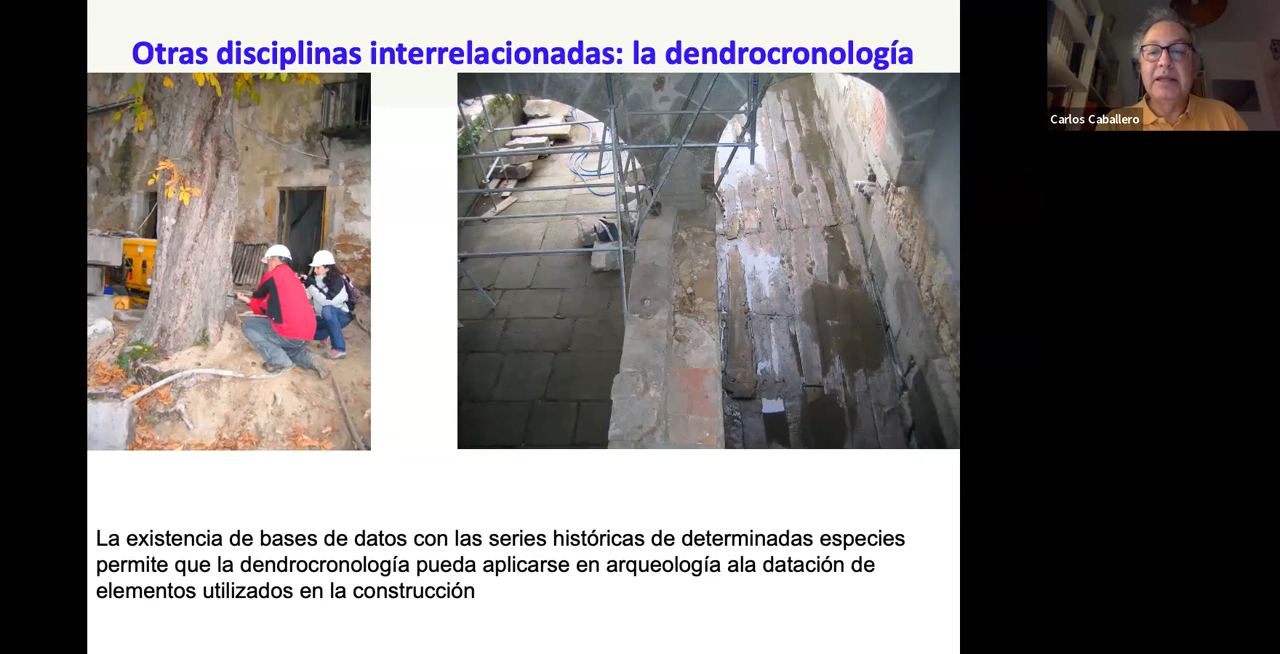 Otras disciplinas interrelacionadas: la dendrocronología
Carlos Caballero
La existencia de bases de datos con las series históricas de determinadas especies
permite que la dendrocronología pueda aplicarse en arqueología ala datación de
elementos utilizados en la construcción